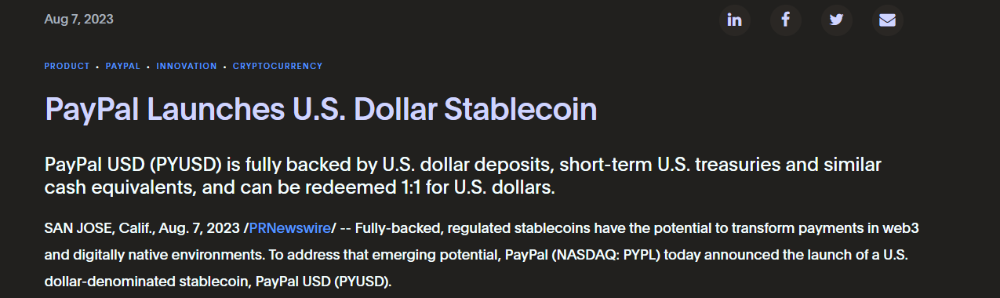 Aug 7, 2023
PRODUCT • PAYPAL • INNOVATION • CRYPTOCURRENCY
PayPal Launches U.S. Dollar Stablecoin
PayPal USD (PYUSD) is fully backed by U.S. dollar deposits, short-term U.S. treasuries and similar
cash equivalents, and can be redeemed 1:1 for U.S. dollars.
SAN JOSE, Calif., Aug. 7, 2023 /PRNewswire/ -- Fully-backed, regulated stablecoins have the potential to transform payments in web3
and digitally native environments. To address that emerging potential, PayPal (NASDAQ: PYPL) today announced the launch of a U.S.
dollar-denominated stablecoin, PayPal USD (PYUSD).